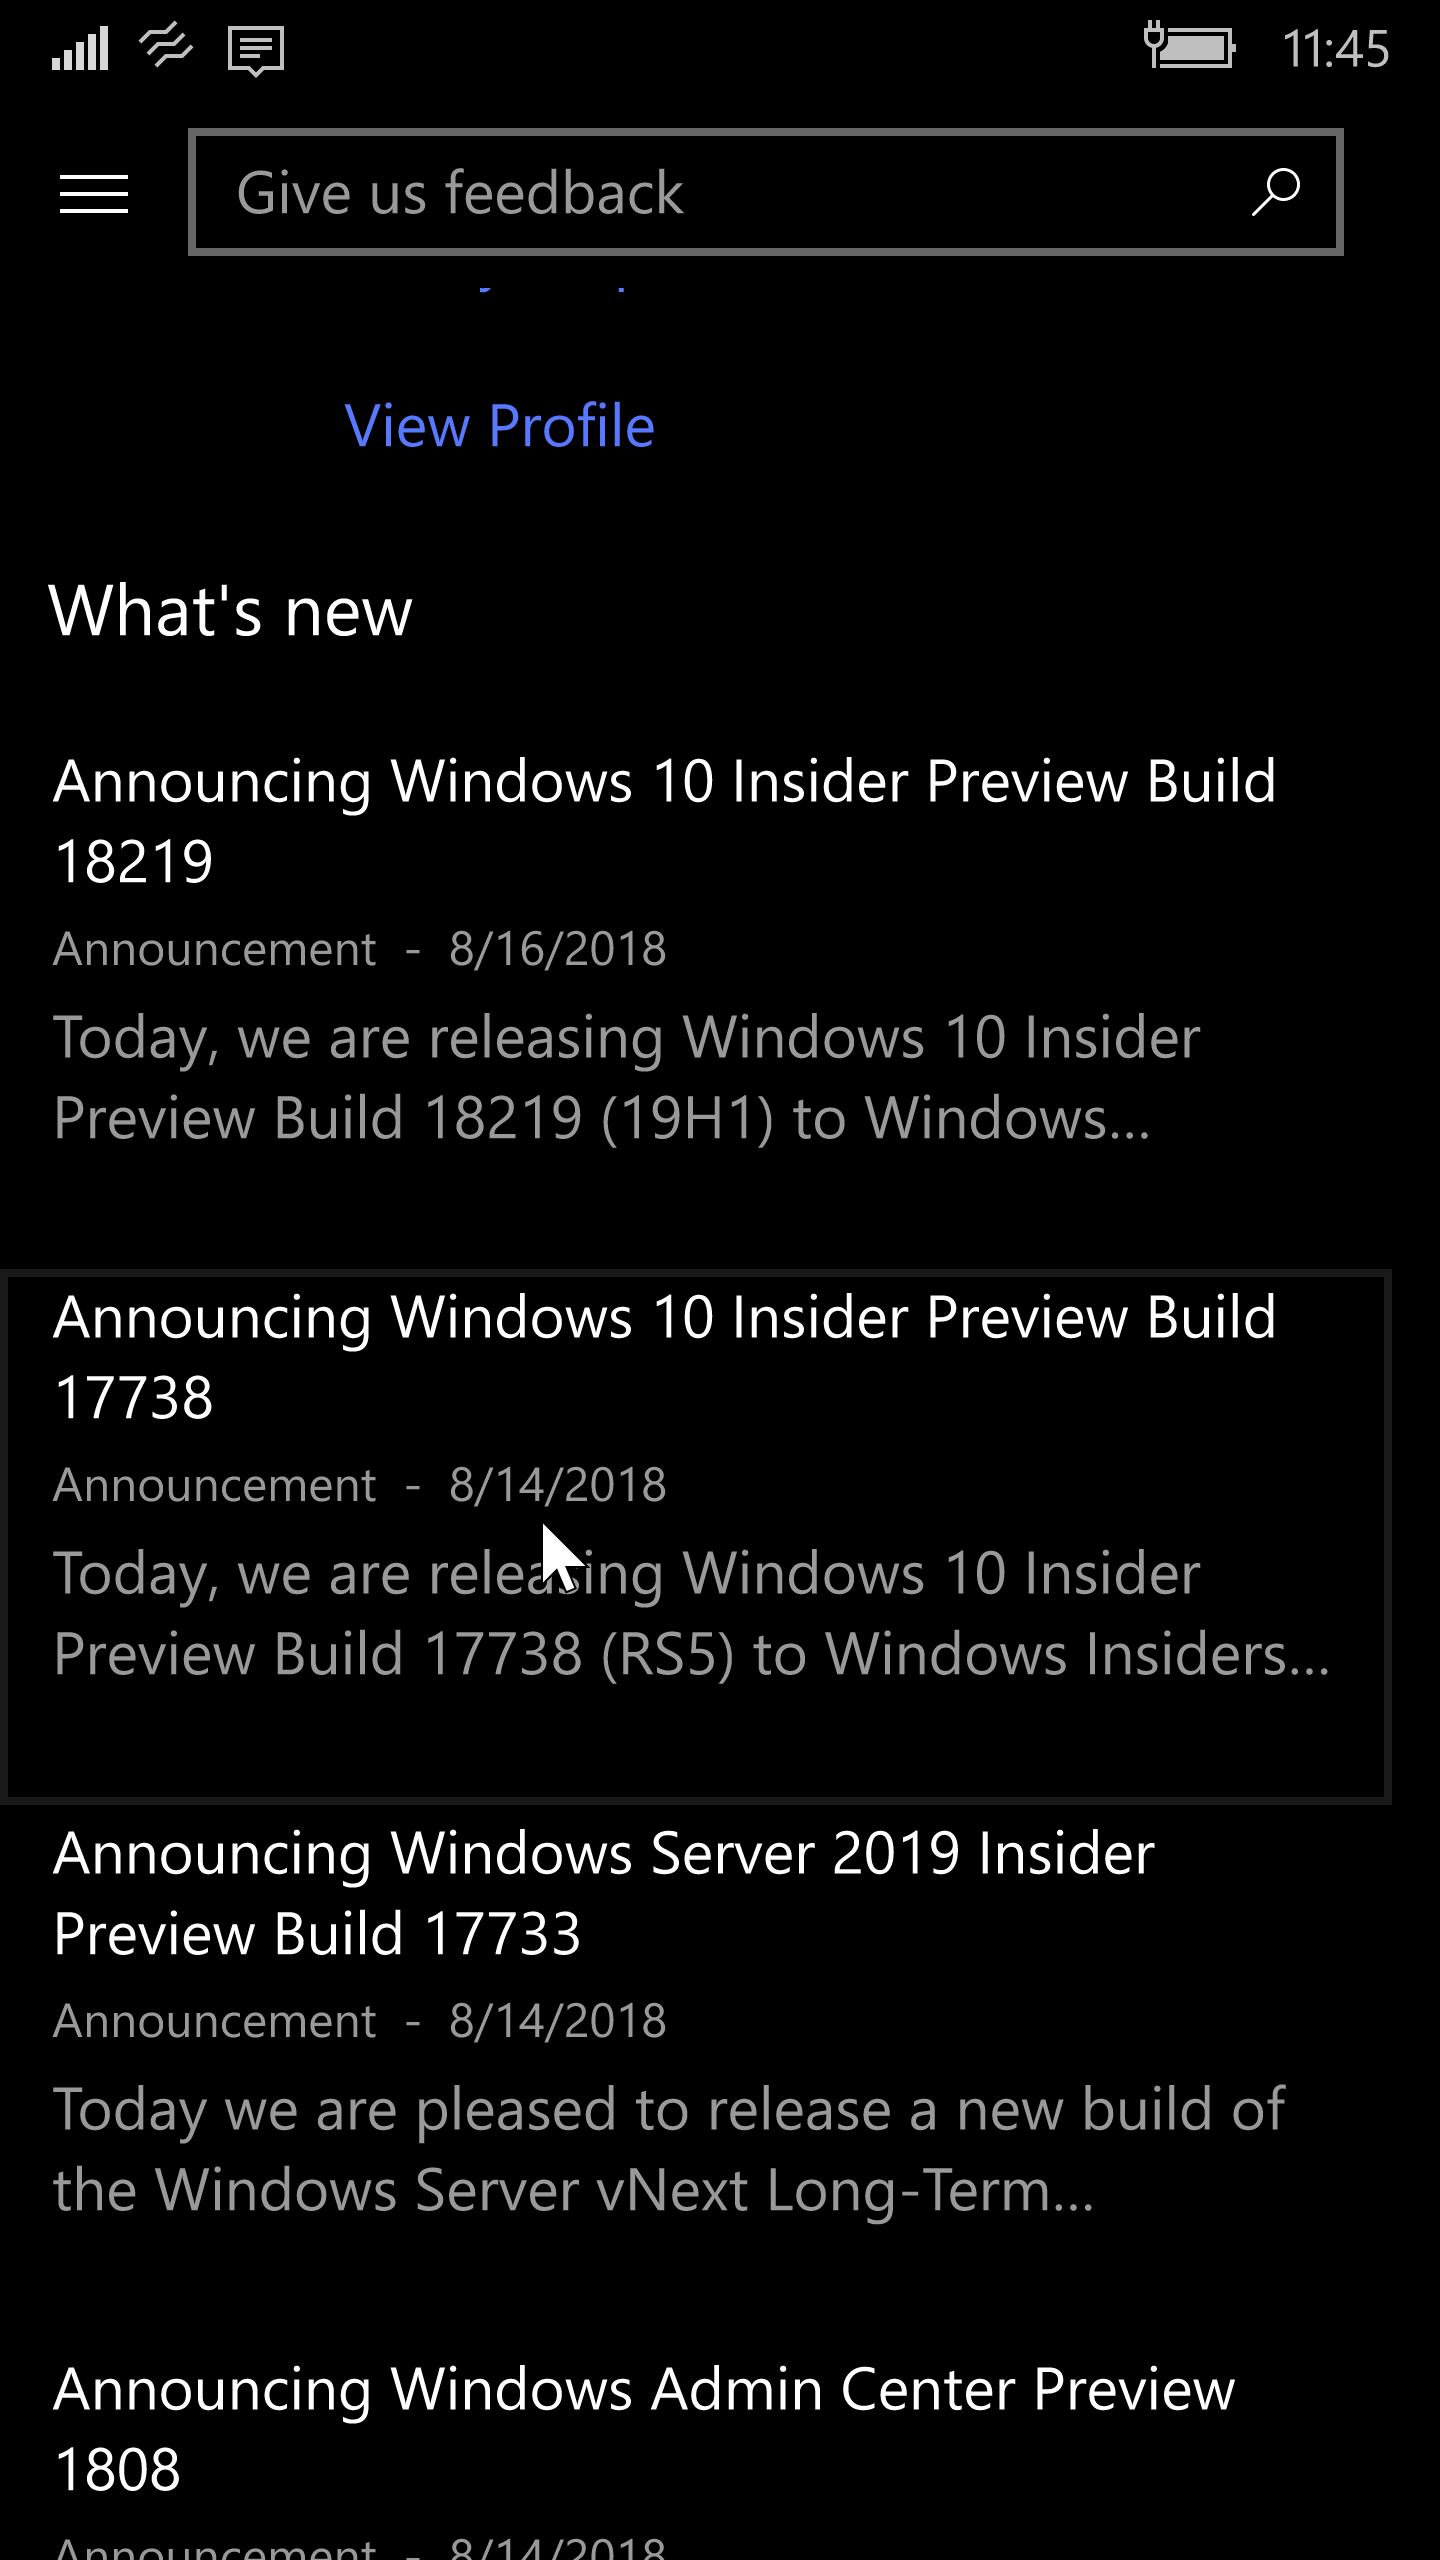 11:45
Give us feedback
View Profile
What's new
Announcing Windows 10 Insider Preview Build
18219
Announcement - 8/16/2018
Today, we are releasing Windows 10 Insider
Preview Build 18219 (19H1) to Windows...
Announcing Windows 10 Insider Preview Build
17738
Announcement - 8/14/2018
Today, we are releasing Windows 10 Insider
Preview Build 17738 (RS5) to Windows Insiders...
Announcing Windows Server 2019 Insider
Preview Build 17733
Announcement - 8/14/2018
Today we are pleased to release a new build of
the Windows Server vNext Long-Term...
Announcing Windows Admin Center Preview
1808
Announcement - 8/14/2018